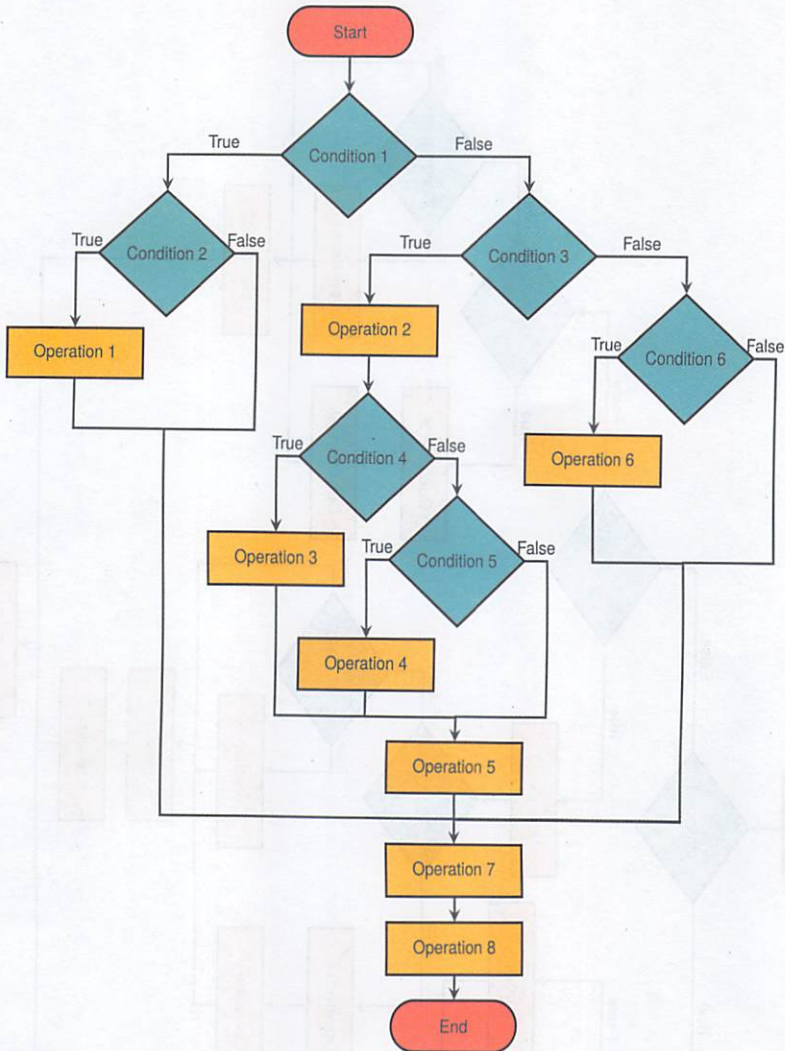 Start
Condition 1
True
False
Condition 2
True
False
Condition 3
True
False
Operation 1
Operation 2
Condition 6
True
False
Condition 4
True
False
Operation 6
Operation 3
Condition 5
True
False
Operation 4
Operation 5
Operation 7
Operation 8
End